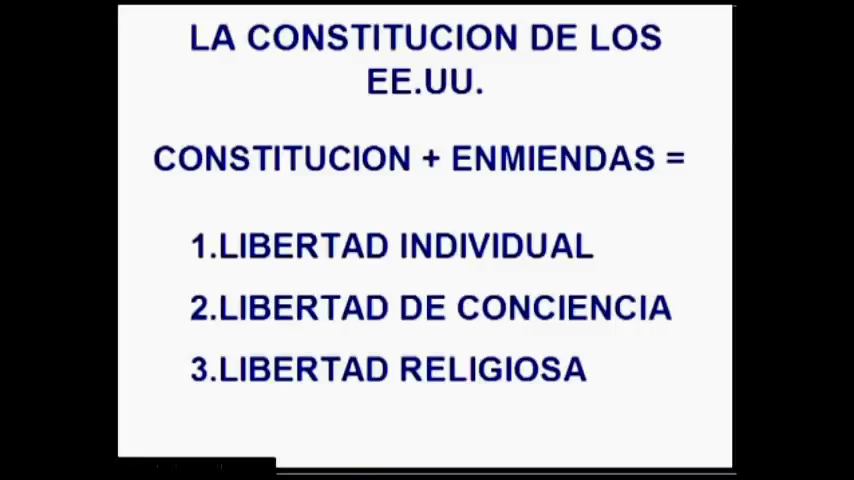 LA CONSTITUCION DE LOS
EE.UU.
CONSTITUCION + ENMIENDAS =
1.LIBERTAD INDIVIDUAL
2.LIBERTAD DE CONCIENCIA
3.LIBERTAD RELIGIOSA